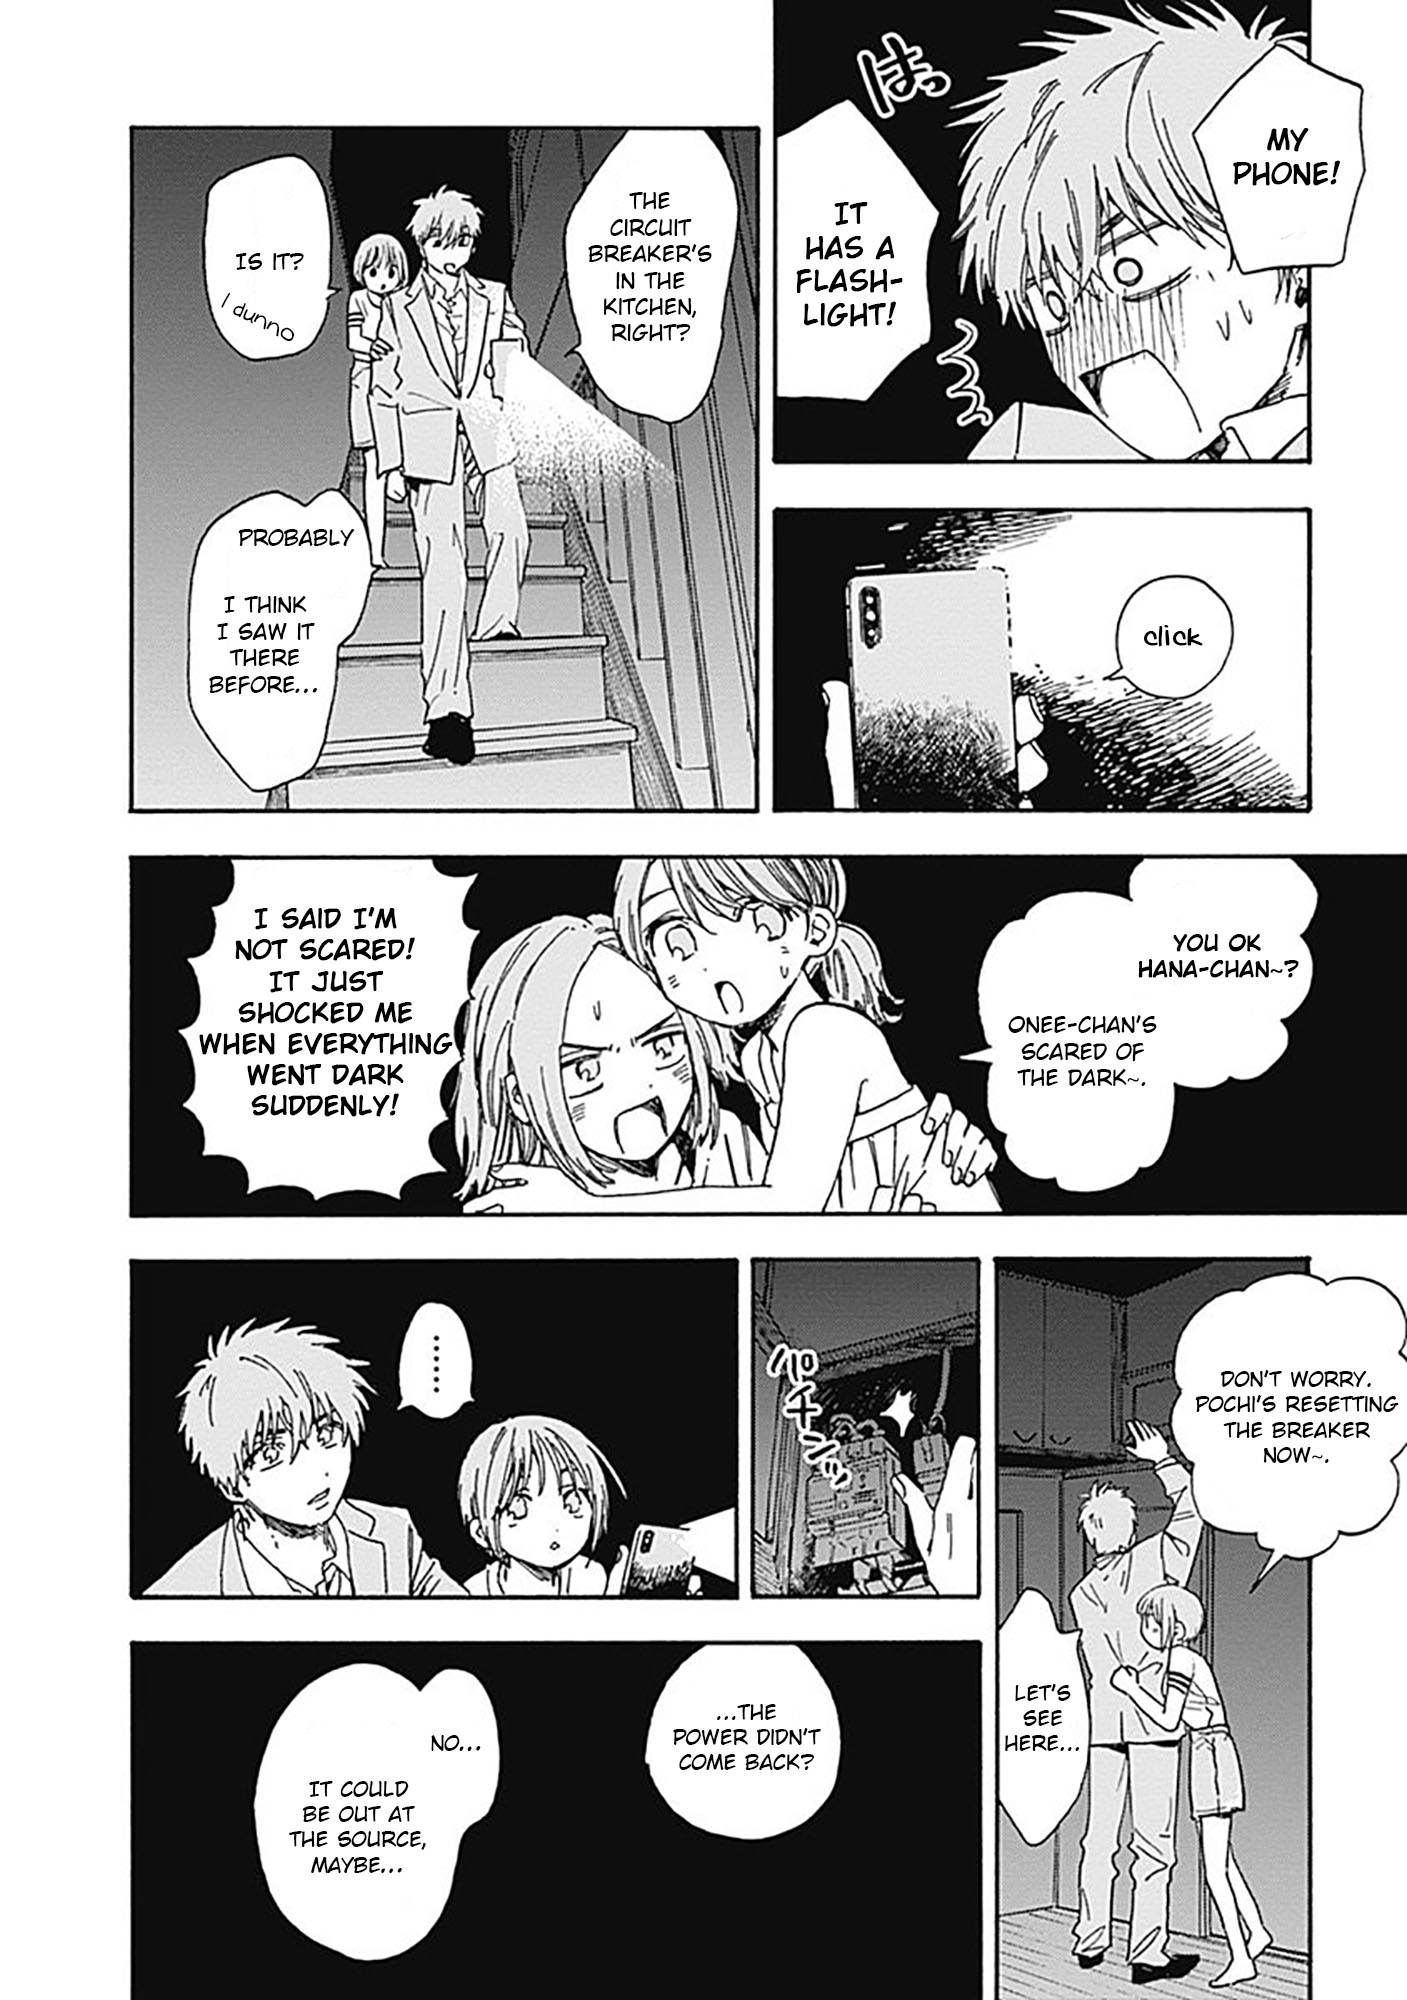 MY
PHONE!
はっ
IT
HAS A
FLASH-
LIGHT!
click
THE
CIRCUIT
BREAKER'S
IN THE
KITCHEN,
RIGHT?
IS IT?
I dunno
PROBABLY
I THINK
I SAW IT
THERE
BEFORE...
YOU OK
HANA-CHAN~?
ONEE-CHAN'S
SCARED OF
THE DARK~.
I SAID I'M
NOT SCARED!
IT JUST
SHOCKED ME
WHEN EVERYTHING
WENT DARK
SUDDENLY!
DON'T WORRY.
POCHI'S RESETTING
THE BREAKER
NOW~.
LET'S
SEE
HERE...
パチンッ
......
...THE
POWER DIDN'T
COME BACK?
NO...
IT COULD
BE OUT AT
THE SOURCE,
MAYBE...